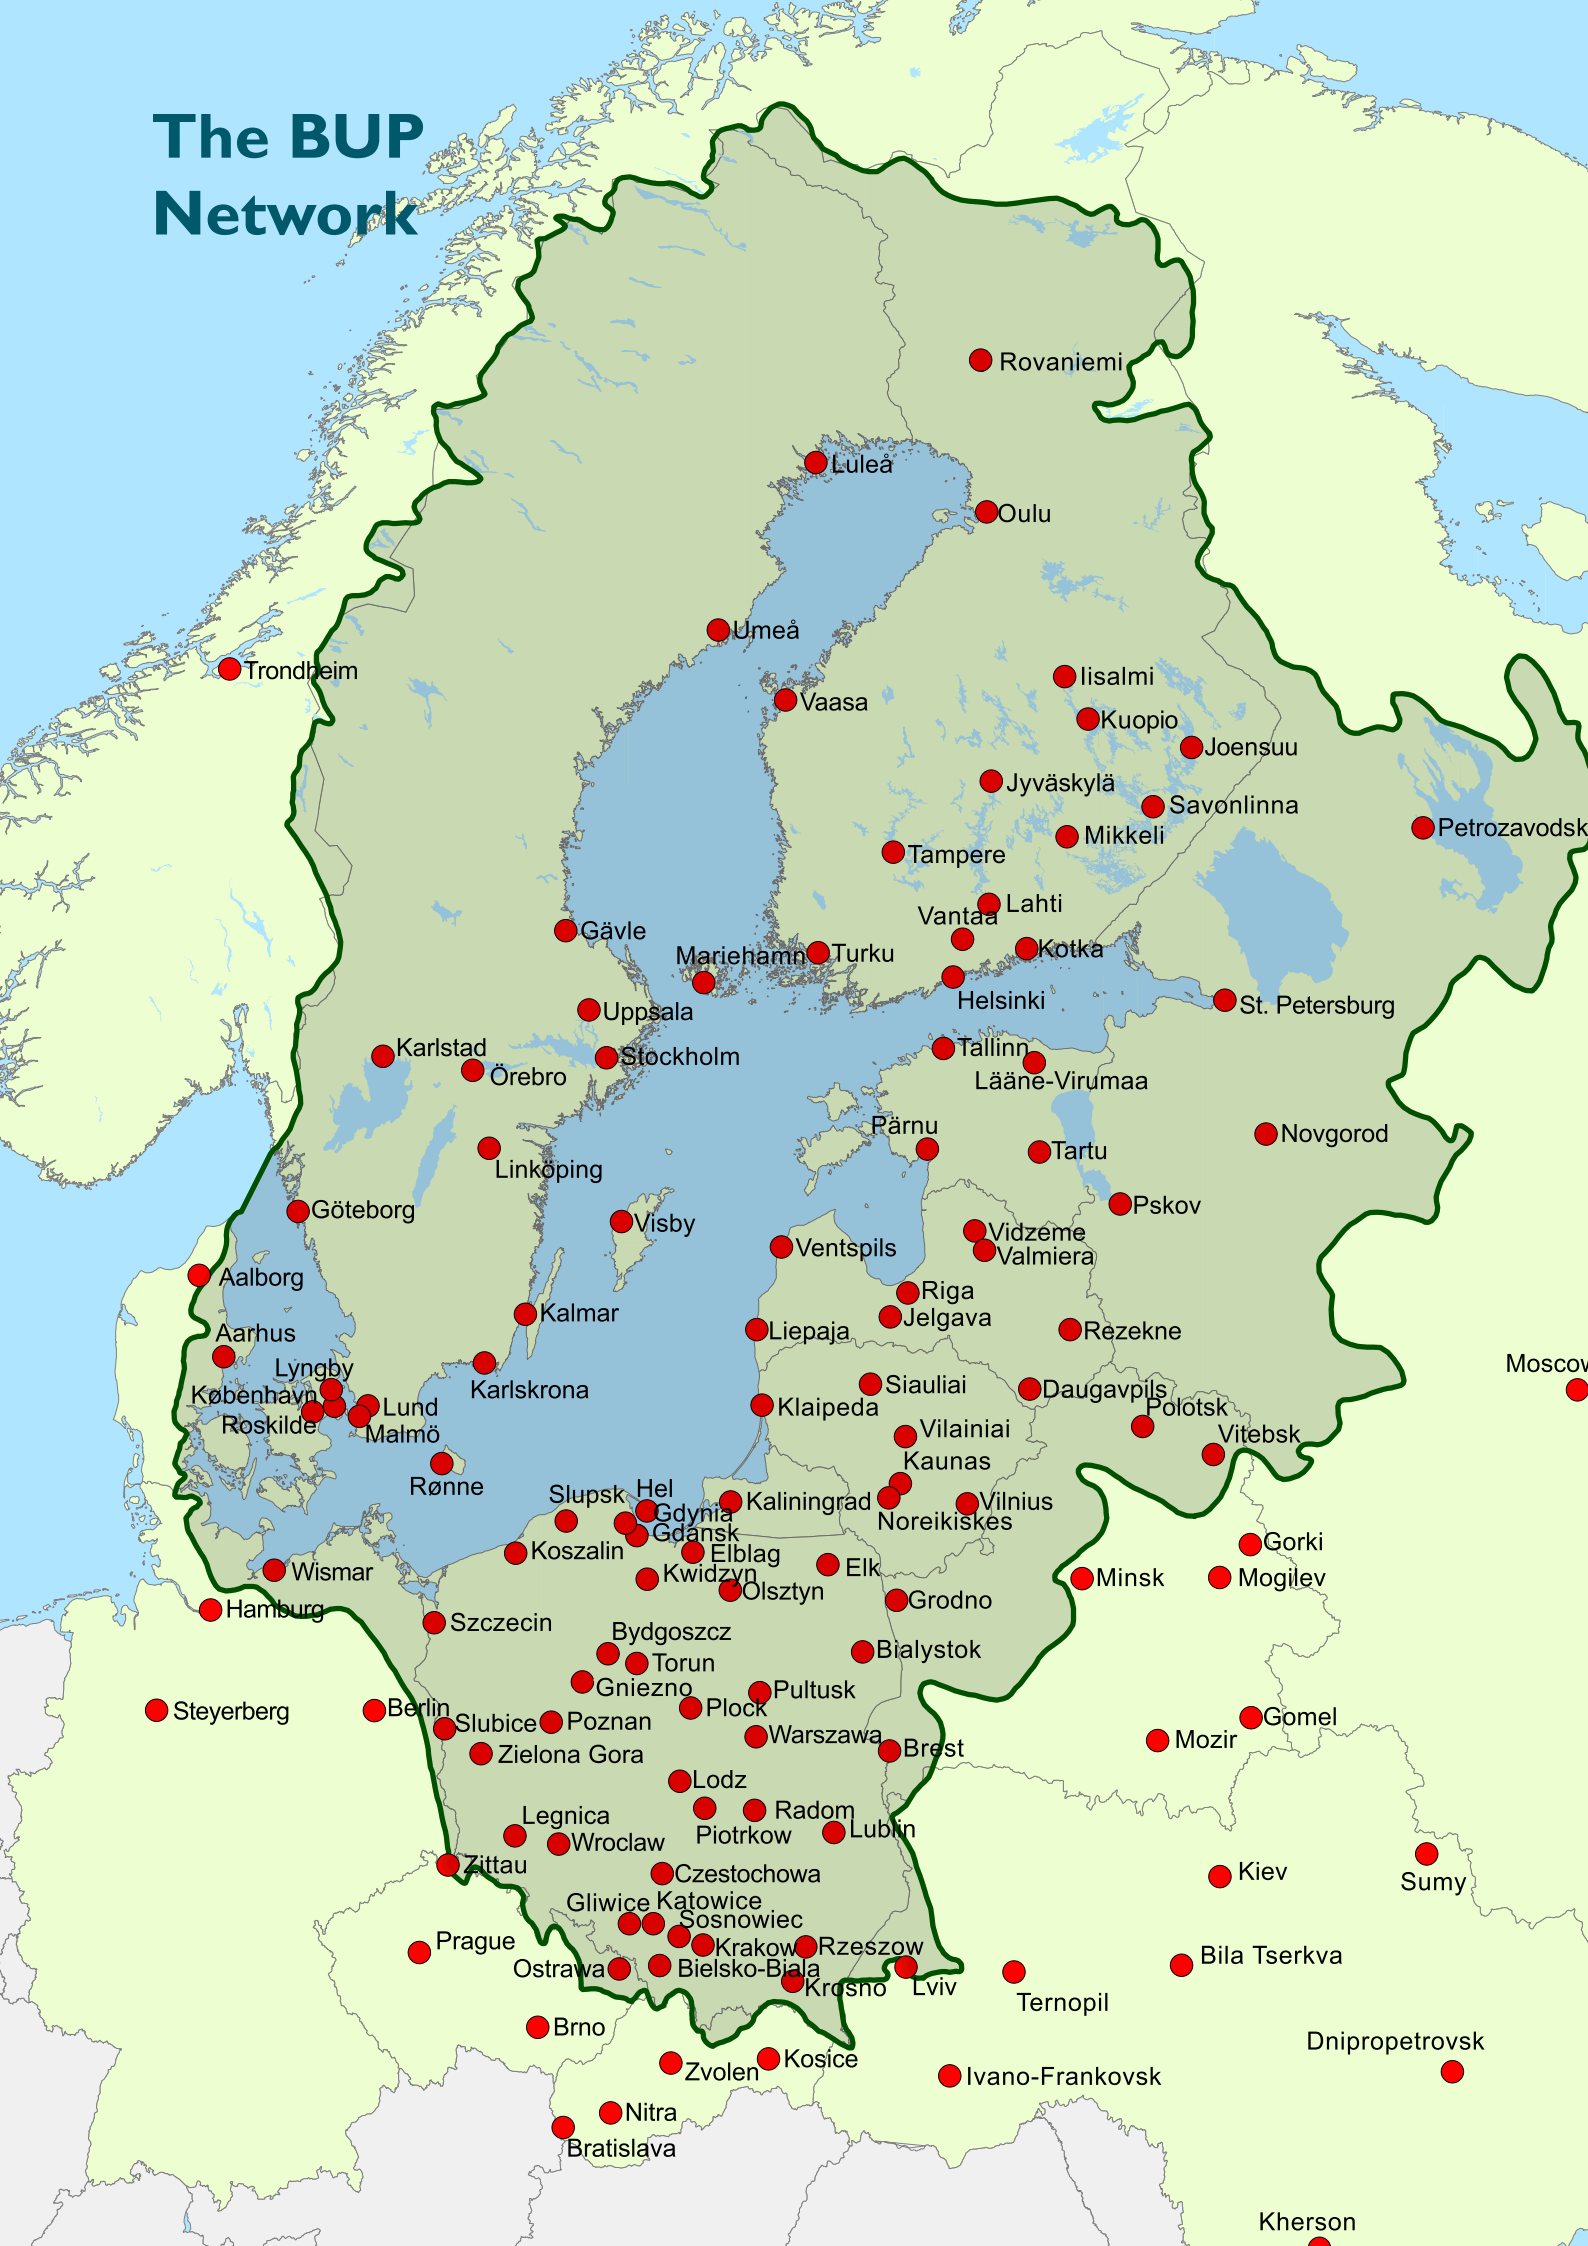 The BUP
Network
Rovaniemi
Luleå
Oulu
Umeå
Trondheim
Iisalmi
Vaasa
Kuopio
Joensuu
Jyväskylä
Savonlinna
Petrozavodsk
Mikkeli
Tampere
Lahti
Vantaa
Gävle
Kotka
Mariehamn
Turku
Helsinki
St. Petersburg
Uppsala
Karlstad
Tallinn
Stockholm
Örebro
Lääne-Virumaa
Pärnu
Novgorod
Tartu
Linköping
Pskov
Göteborg
Visby
Vidzeme
Ventspils
Valmiera
Aalborg
Riga
Kalmar
Jelgava
Aarhus
Liepaja
Rezekne
Moscow
Lyngby
Siauliai
Karlskrona
Daugavpils
København
Lund
Klaipeda
Polotsk
Roskilde
Malmö
Vilainiai
Vitebsk
Kaunas
Rønne
Hel
Slupsk
Kaliningrad
Vilnius
Gdynia
Noreikiskes
Gdansk
Gorki
Koszalin
Elblag
Elk
Wismar
Kwidzyn
Minsk
Mogilev
Olsztyn
Grodno
Hamburg
Szczecin
Bydgoszcz
Bialystok
Torun
Gniezno
Pultusk
Steyerberg
Berlin
Plock
Gomel
Slubice
Poznan
Warszawa
Mozir
Brest
Zielona Gora
Lodz
Legnica
Radom
Lublin
Piotrkow
Wroclaw
Zittau
Czestochowa
Kiev
Sumy
Gliwice
Katowice
Sosnowiec
Prague
Krakow
Rzeszow
Bila Tserkva
Ostrawa
Bielsko-Biala
Krosno
Lviv
Ternopil
Brno
Dnipropetrovsk
Kosice
Zvolen
Ivano-Frankovsk
Nitra
Bratislava
Kherson